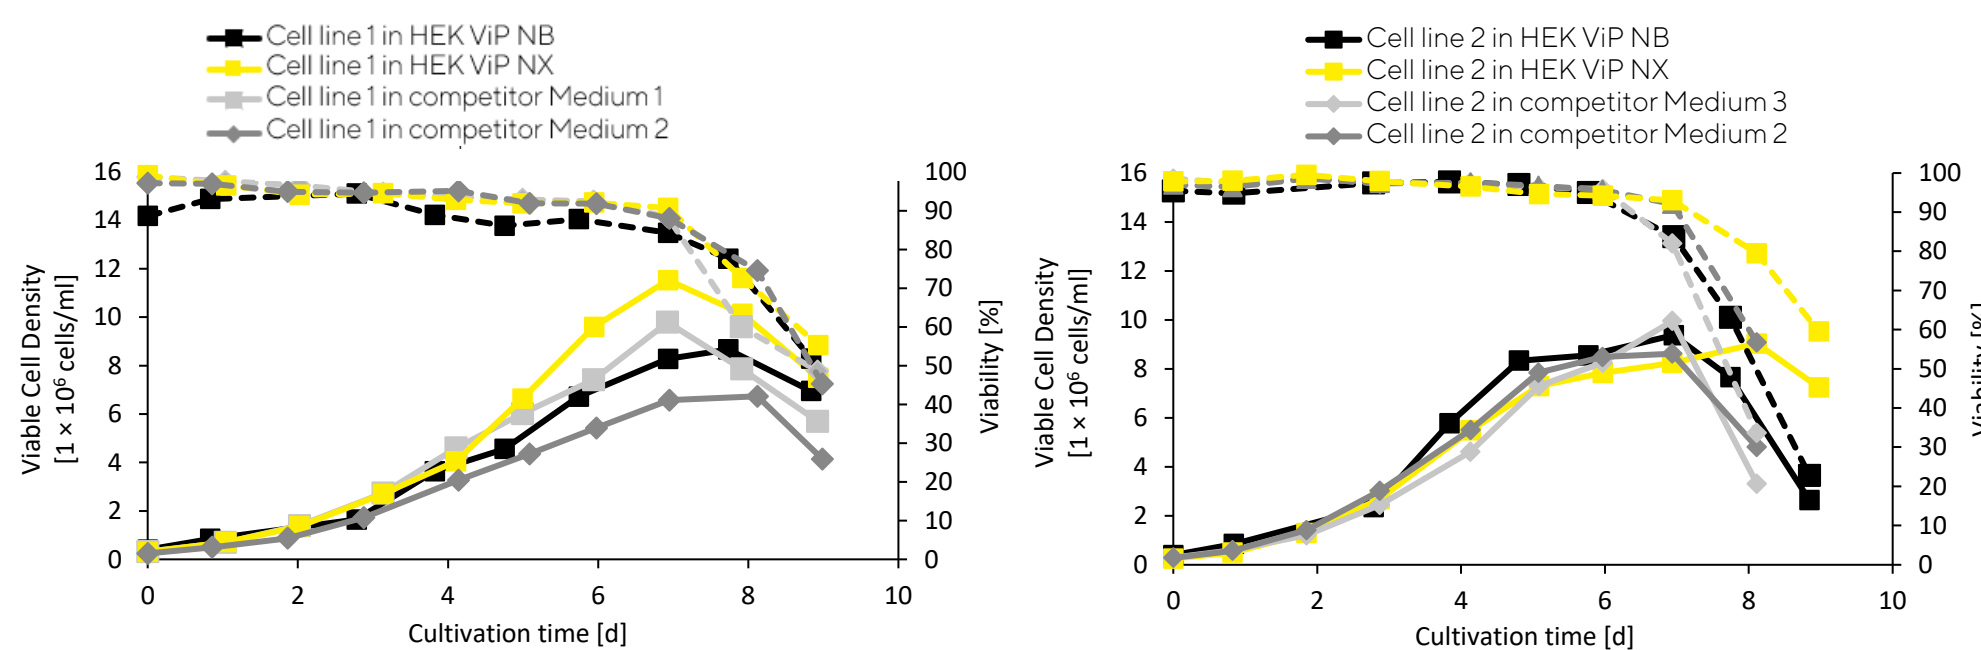 Cell line 1 in HEK ViP NB
Cell line 1 in HEK ViP NX
Cell line 1 in competitor Medium 1
Cell line 1 in competitor Medium 2
16
14
12
10
8
6
4
2
0
100
90
80
70
60
50
40
30
20
10
0
0 2 4 6 8 10
Viable Cell Density
[1 × 10⁶ cells/ml]
Viability [%]
Cultivation time [d]
Cell line 2 in HEK ViP NB
Cell line 2 in HEK ViP NX
Cell line 2 in competitor Medium 3
Cell line 2 in competitor Medium 2
16
14
12
10
8
6
4
2
0
100
90
80
70
60
50
40
30
20
10
0
0 2 4 6 8 10
Viable Cell Density
[1 × 10⁶ cells/ml]
Viability [%]
Cultivation time [d]